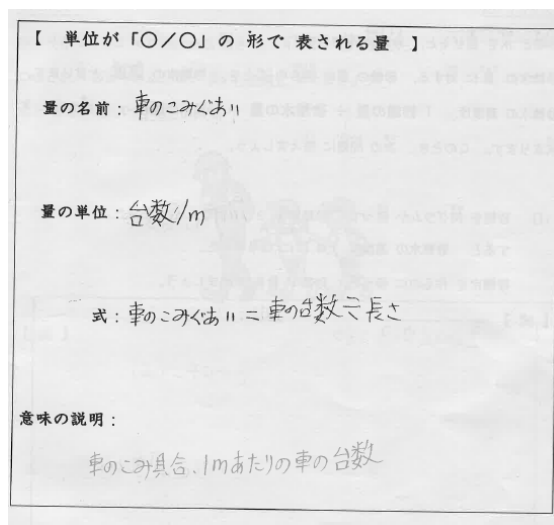 【 単位が「○/○」の 形で 表される量 】
量の名前:車のこみぐあい
量の単位:台数/m
式:車のこみぐあい=車の台数÷長さ
意味の説明:
車のこみ具合、1mあたりの車の台数